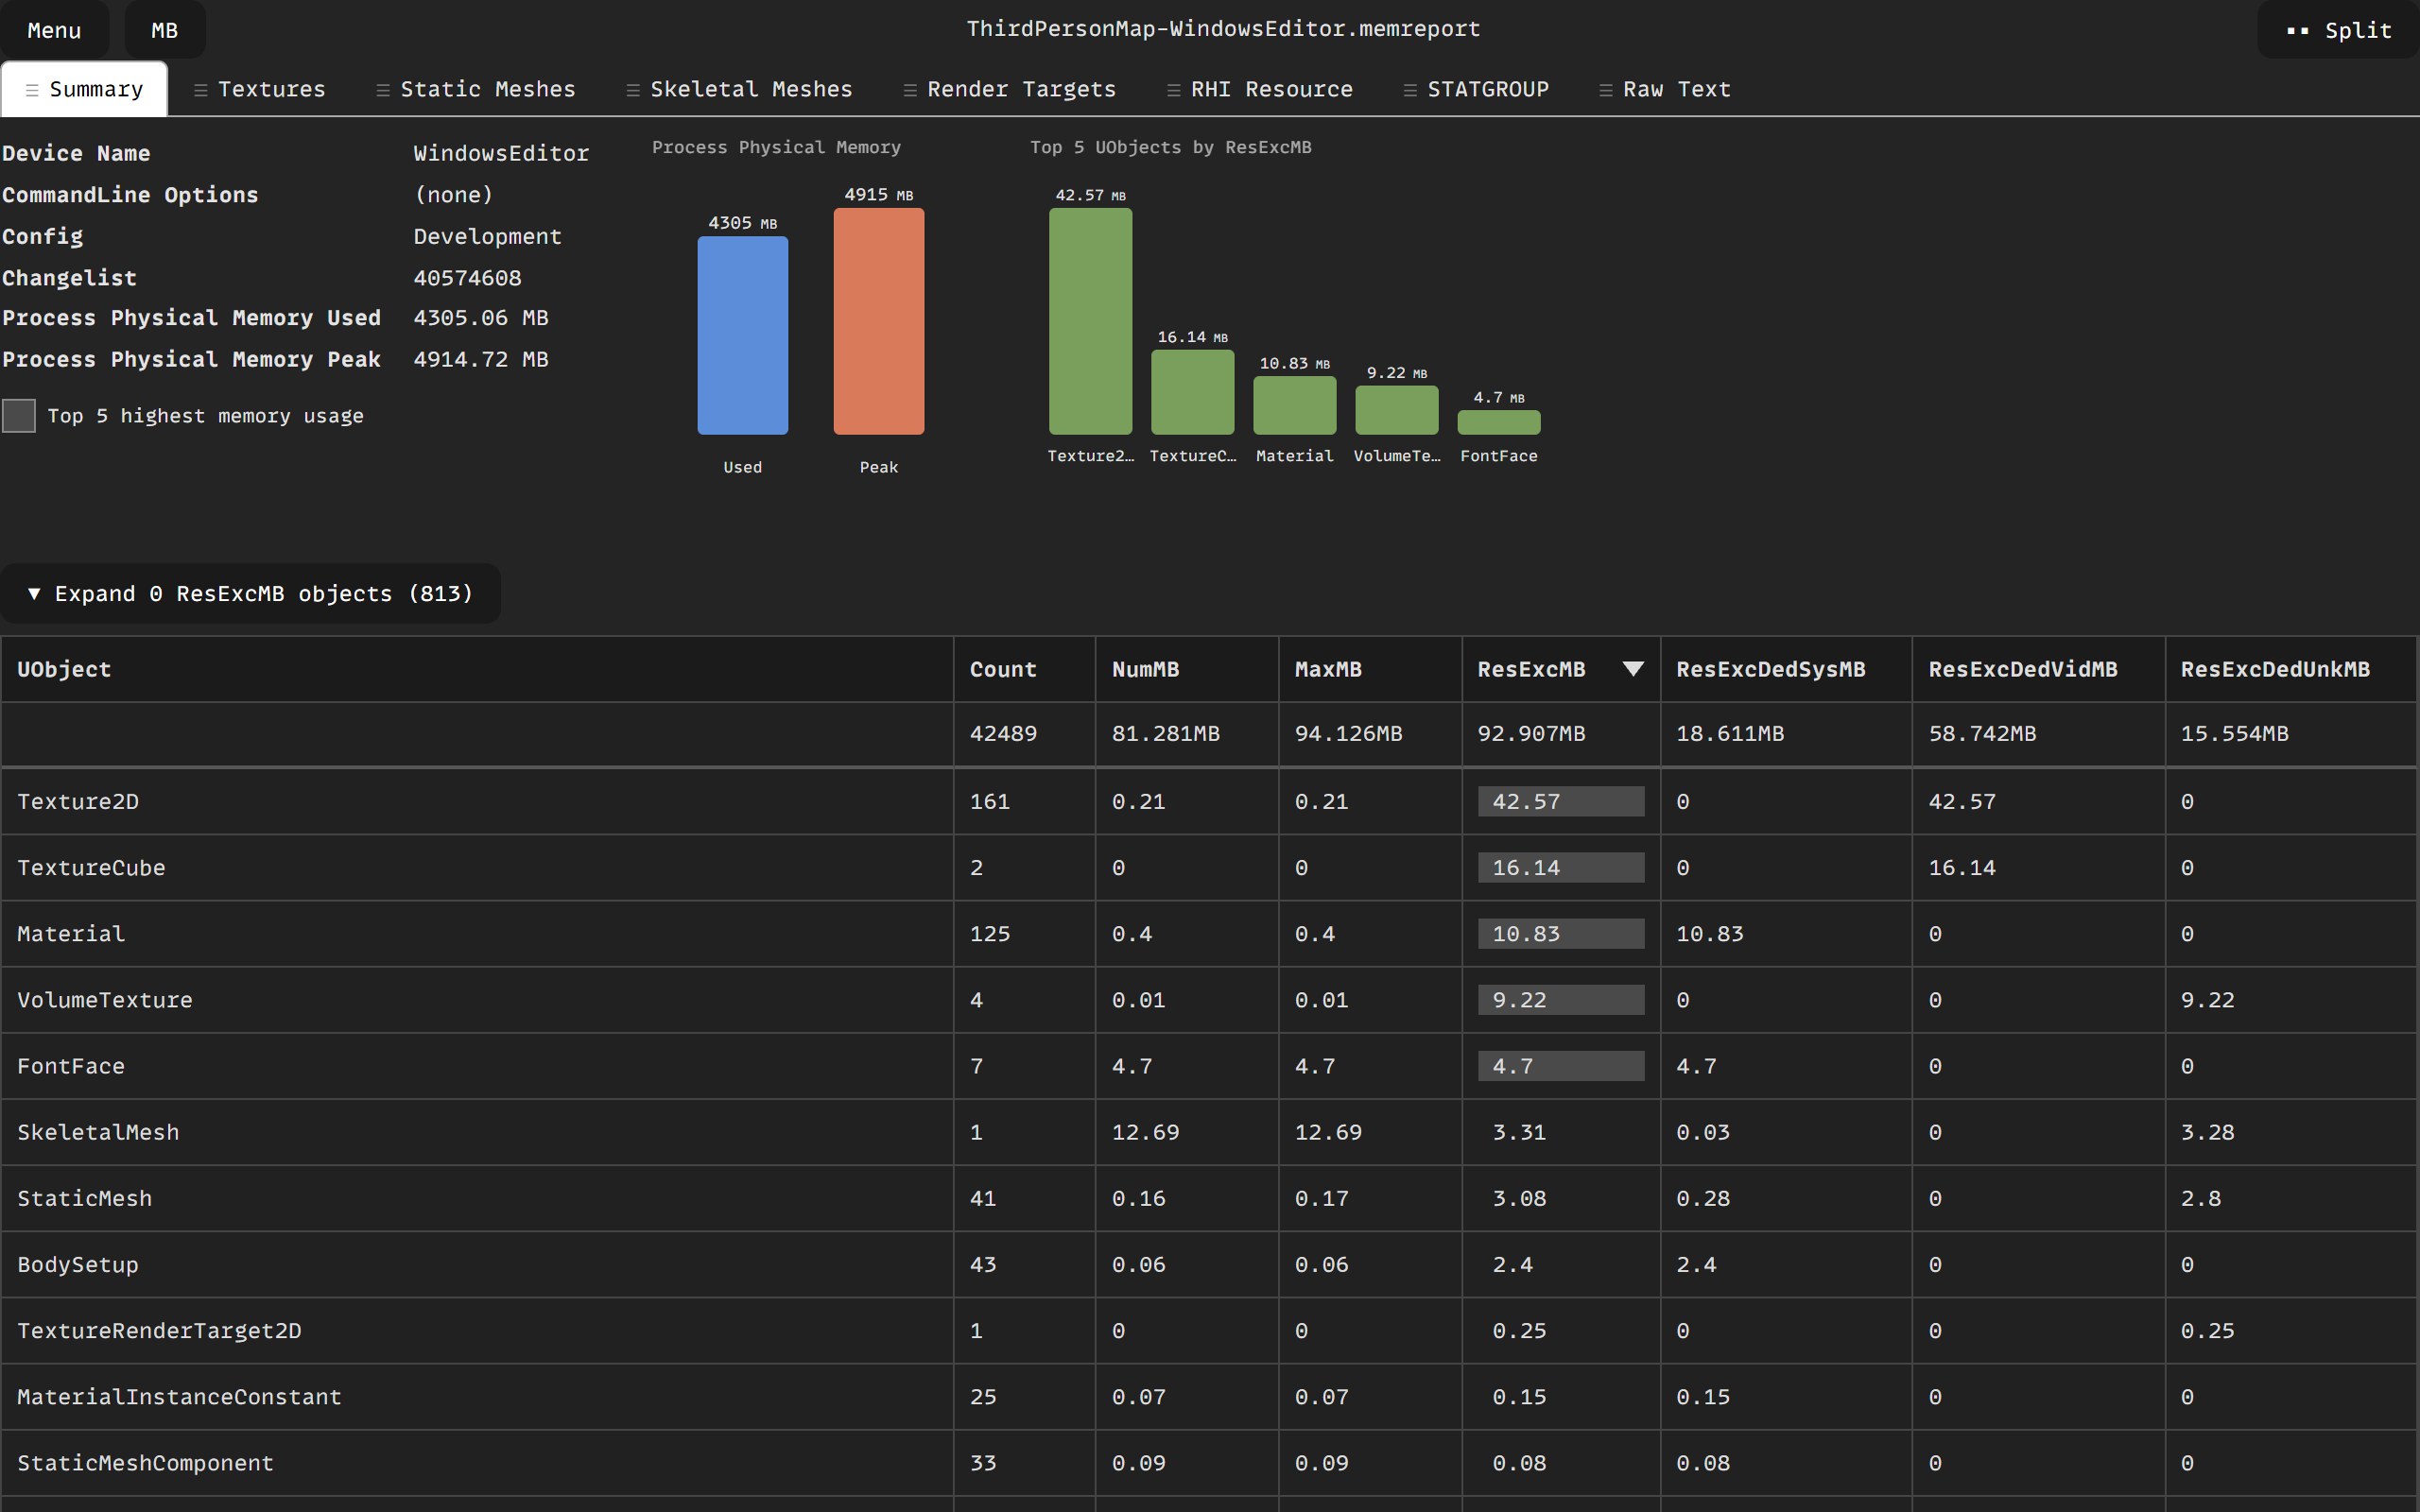 Menu MB ThirdPersonMap-WindowsEditor.memreport ▪▪ Split
☰ Summary ☰ Textures ☰ Static Meshes ☰ Skeletal Meshes ☰ Render Targets ☰ RHI Resource ☰ STATGROUP ☰ Raw Text
Device Name WindowsEditor
CommandLine Options (none)
Config Development
Changelist 40574608
Process Physical Memory Used 4305.06 MB
Process Physical Memory Peak 4914.72 MB
Top 5 highest memory usage
Process Physical Memory
4305 MB
4915 MB
Used Peak
Top 5 UObjects by ResExcMB
42.57 MB
16.14 MB
10.83 MB
9.22 MB
4.7 MB
Texture2… TextureC… Material VolumeTe… FontFace
▼ Expand 0 ResExcMB objects (813)
UObject Count NumMB MaxMB ResExcMB ▼ ResExcDedSysMB ResExcDedVidMB ResExcDedUnkMB
42489 81.281MB 94.126MB 92.907MB 18.611MB 58.742MB 15.554MB
Texture2D 161 0.21 0.21 42.57 0 42.57 0
TextureCube 2 0 0 16.14 0 16.14 0
Material 125 0.4 0.4 10.83 10.83 0 0
VolumeTexture 4 0.01 0.01 9.22 0 0 9.22
FontFace 7 4.7 4.7 4.7 4.7 0 0
SkeletalMesh 1 12.69 12.69 3.31 0.03 0 3.28
StaticMesh 41 0.16 0.17 3.08 0.28 0 2.8
BodySetup 43 0.06 0.06 2.4 2.4 0 0
TextureRenderTarget2D 1 0 0 0.25 0 0 0.25
MaterialInstanceConstant 25 0.07 0.07 0.15 0.15 0 0
StaticMeshComponent 33 0.09 0.09 0.08 0.08 0 0